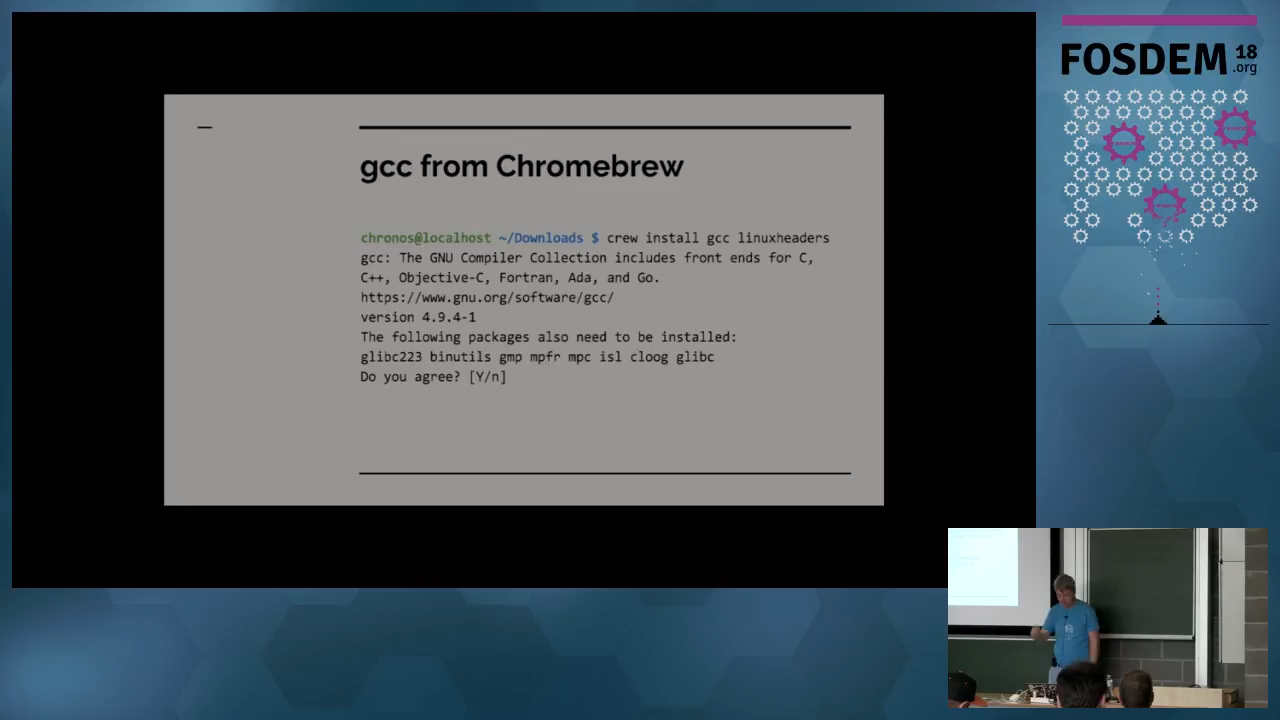 gcc from Chromebrew
chronos@localhost ~/Downloads $ crew install gcc linuxheaders
gcc: The GNU Compiler Collection includes front ends for C,
C++, Objective-C, Fortran, Ada, and Go.
https://www.gnu.org/software/gcc/
version 4.9.4-1
The following packages also need to be installed:
glibc223 binutils gmp mpfr mpc isl cloog glibc
Do you agree? [Y/n]
FOSDEM 18
.org